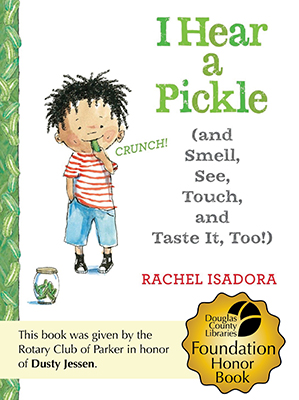 I Hear
a
Pickle
(and
Smell,
See,
Touch,
and
Taste It, Too!)
CRUNCH!
RACHEL ISADORA
This book was given by the
Rotary Club of Parker in honor
of Dusty Jessen.
Douglas
County
Libraries
Foundation
Honor
Book